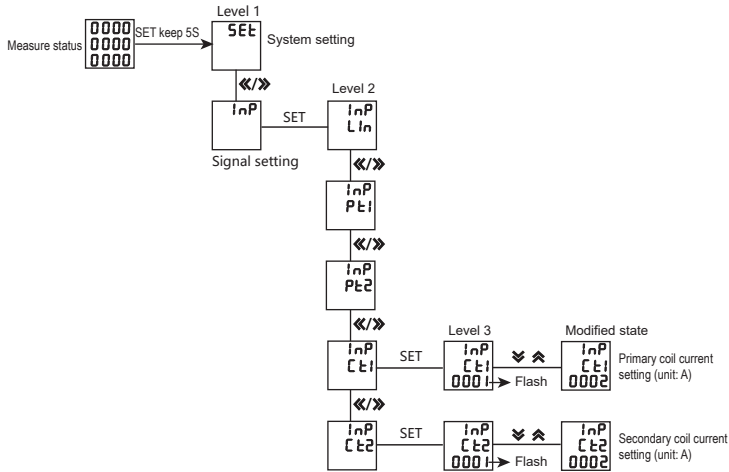 Level 1
Measure status
0000
0000
0000
SET keep 5S
SEt
System setting
«/»
InP
SET
Signal setting
Level 2
InP
LIn
«/»
InP
Pt1
«/»
InP
Pt2
«/»
InP
Ct1
SET
Level 3
InP
Ct1
0001
Flash
Modified state
InP
Ct1
0002
Primary coil current
setting (unit: A)
«/»
InP
Ct2
SET
InP
Ct2
0001
Flash
InP
Ct2
0002
Secondary coil current
setting (unit: A)